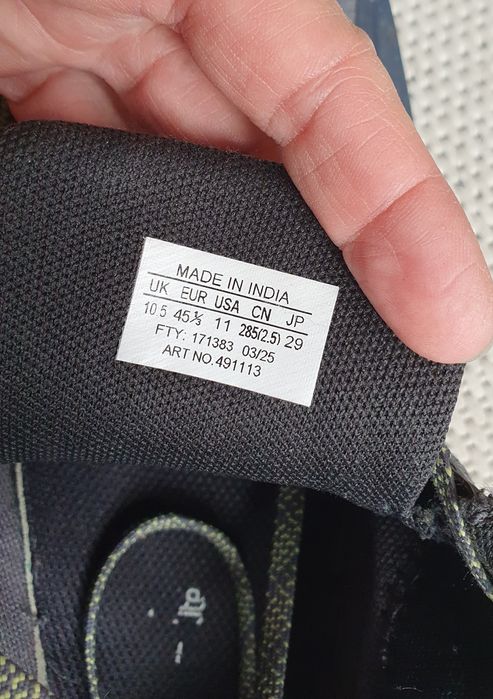 MADE IN INDIA
UK EUR USA CN JP
10.5 45⅓ 11 285(2.5) 29
FTY: 171383 03/25
ART NO.491113